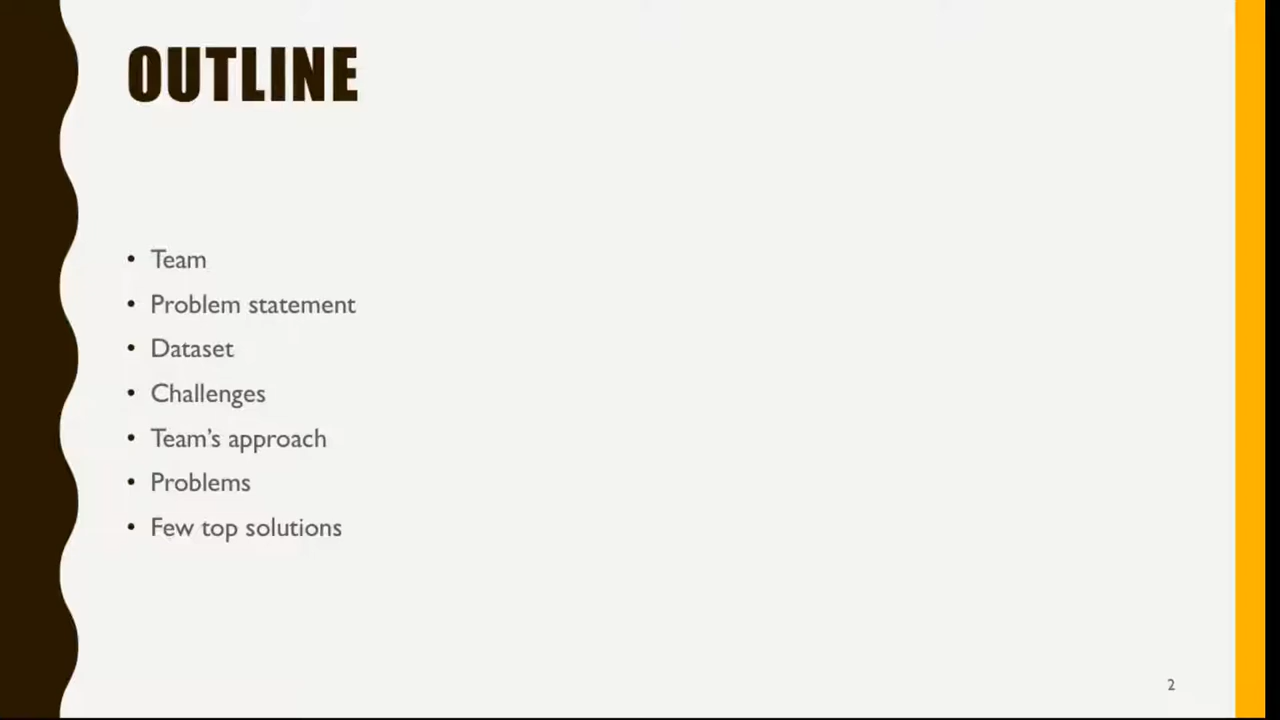 OUTLINE
• Team
• Problem statement
• Dataset
• Challenges
• Team’s approach
• Problems
• Few top solutions
2